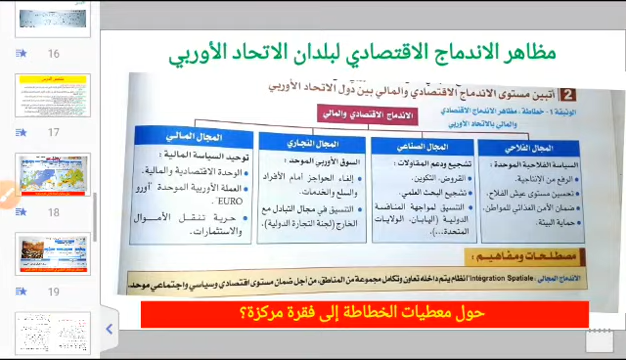 مظاهر الاندماج الاقتصادي لبلدان الاتحاد الأوربي
2 أتبين مستوى الاندماج الاقتصادي والمالي بين دول الاتحاد الأوربي
الوثيقة 1 - خطاطة، مظاهر الاندماج الاقتصادي
والمالي بالاتحاد الأوربي
الاندماج الاقتصادي والمالي
المجال الفلاحي
السياسة الفلاحية الموحدة :
الرفع من الإنتاجية.
تحسين مستوى عيش الفلاح.
ضمان الأمن الغذائي للمواطن.
حماية البيئة.
المجال الصناعي
تشجيع ودعم المقاولات :
القروض، التكوين.
تشجيع البحث العلمي.
التنسيق لمواجهة المنافسة
الدولية (اليابان، الولايات
المتحدة...).
المجال التجاري
السوق الأوربي الموحد :
إلغاء الحواجز أمام الأفراد
والسلع والخدمات.
التنسيق في مجال التبادل مع
الخارج (لجنة التجارة الدولية).
المجال المالي
توحيد السياسة المالية :
الوحدة الاقتصادية والمالية.
العملة الأوربية الموحدة "أورو
EURO".
حرية تنقل الأموال
والاستثمارات.
مصطلحات ومفاهيم :
الاندماج المجالي Intégration Spatiale : نظام يتم داخله تعاون وتكامل مجموعة من المناطق، من أجل ضمان مستوى اقتصادي وسياسي واجتماعي موحد.
حول معطيات الخطاطة إلى فقرة مركزة؟
16
17
18
19